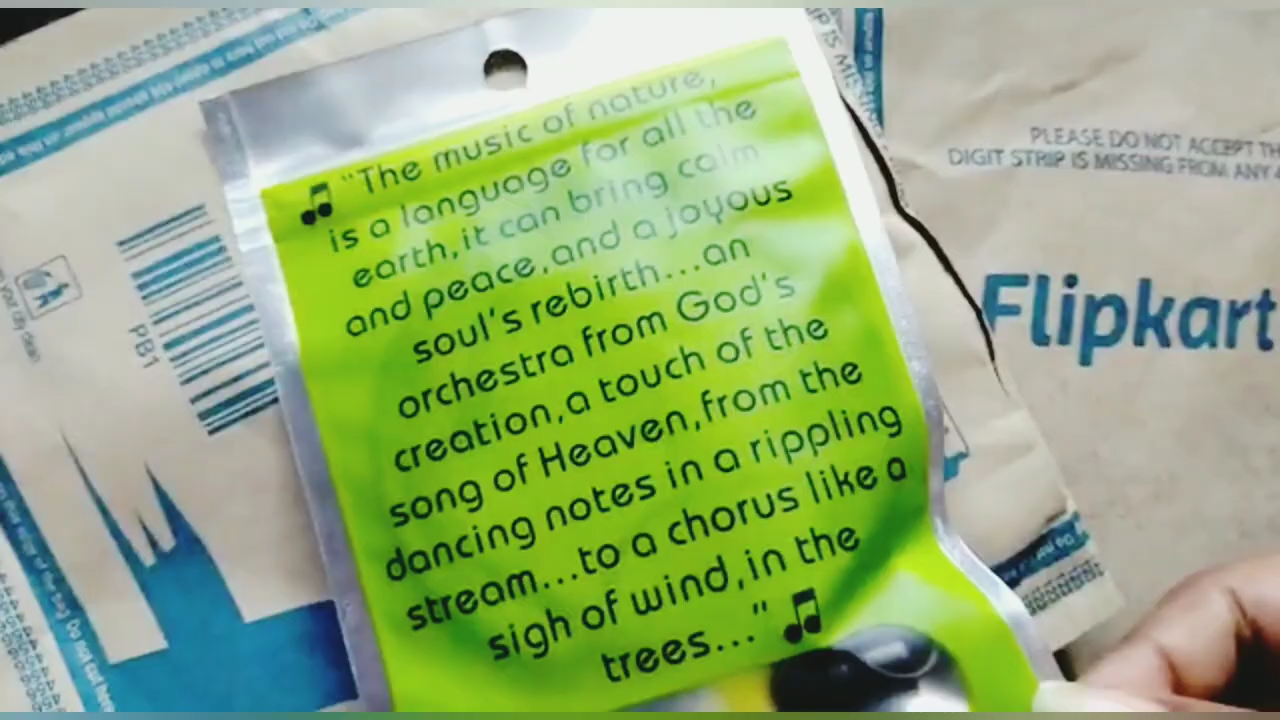 "The music of nature,
is a language for all the
earth, it can bring calm
and peace, and a joyous
soul's rebirth...an
orchestra from God's
creation, a touch of the
song of Heaven, from the
dancing notes in a rippling
stream...to a chorus like a
sigh of wind, in the
trees..."
PB1
PLEASE DO NOT ACCEPT TH
DIGIT STRIP IS MISSING FROM ANY
Flipkart